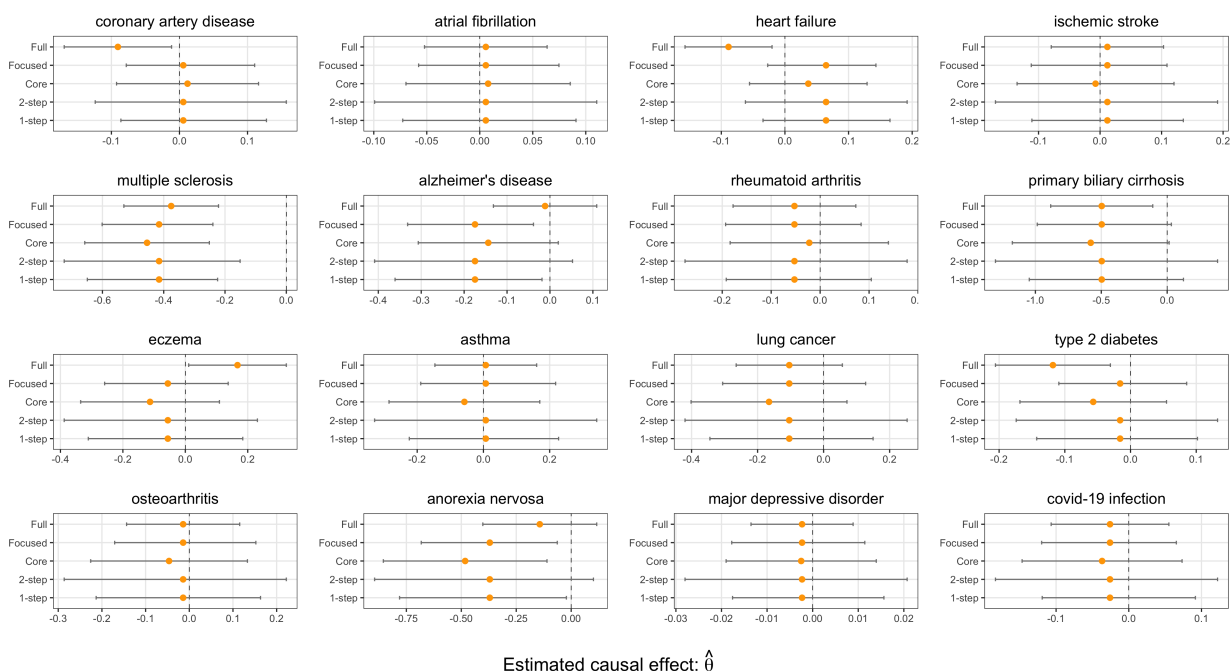 coronary artery disease
Full
Focused
Core
2-step
1-step
-0.1 0.0 0.1
atrial fibrillation
Full
Focused
Core
2-step
1-step
-0.10 -0.05 0.00 0.05 0.10
heart failure
Full
Focused
Core
2-step
1-step
-0.1 0.0 0.1 0.2
ischemic stroke
Full
Focused
Core
2-step
1-step
-0.1 0.0 0.1 0.2
multiple sclerosis
Full
Focused
Core
2-step
1-step
-0.6 -0.4 -0.2 0.0
alzheimer's disease
Full
Focused
Core
2-step
1-step
-0.4 -0.3 -0.2 -0.1 0.0 0.1
rheumatoid arthritis
Full
Focused
Core
2-step
1-step
-0.2 -0.1 0.0 0.1 0.2
primary biliary cirrhosis
Full
Focused
Core
2-step
1-step
-1.0 -0.5 0.0
eczema
Full
Focused
Core
2-step
1-step
-0.4 -0.2 0.0 0.2
asthma
Full
Focused
Core
2-step
1-step
-0.2 0.0 0.2
lung cancer
Full
Focused
Core
2-step
1-step
-0.4 -0.2 0.0 0.2
type 2 diabetes
Full
Focused
Core
2-step
1-step
-0.2 -0.1 0.0 0.1
osteoarthritis
Full
Focused
Core
2-step
1-step
-0.3 -0.2 -0.1 0.0 0.1 0.2
anorexia nervosa
Full
Focused
Core
2-step
1-step
-0.75 -0.50 -0.25 0.00
major depressive disorder
Full
Focused
Core
2-step
1-step
-0.03 -0.02 -0.01 0.00 0.01 0.02
covid-19 infection
Full
Focused
Core
2-step
1-step
-0.1 0.0 0.1
Estimated causal effect: θ̂